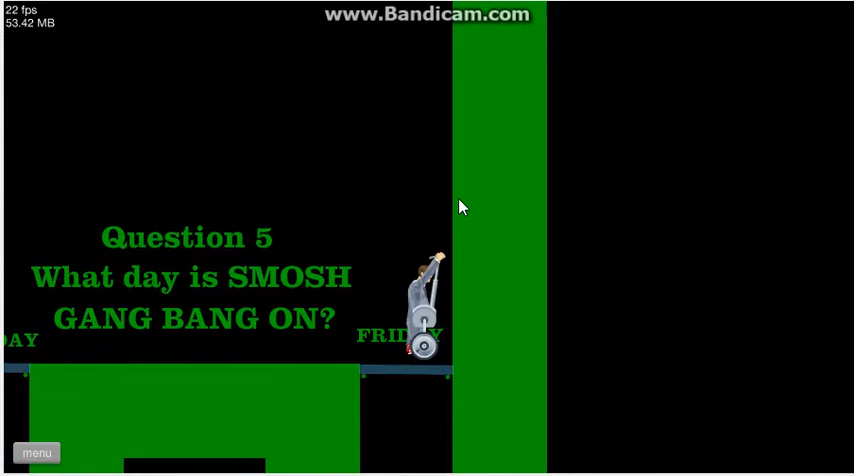 22 fps
53.42 MB
www.Bandicam.com
Question 5
What day is SMOSH
GANG BANG ON?
DAY
FRIDAY
menu